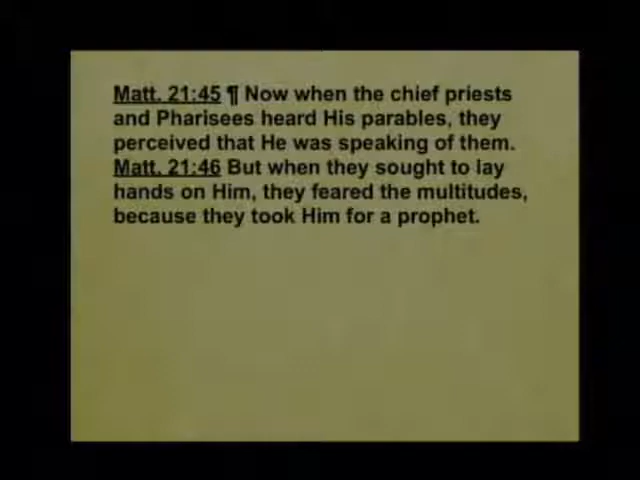 Matt. 21:45 ¶ Now when the chief priests
and Pharisees heard His parables, they
perceived that He was speaking of them.
Matt. 21:46 But when they sought to lay
hands on Him, they feared the multitudes,
because they took Him for a prophet.